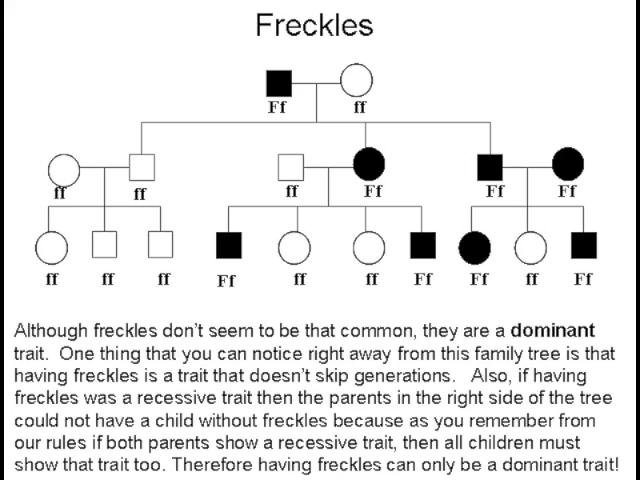 Freckles
Ff ff
ff ff ff Ff Ff Ff
ff ff ff Ff ff ff Ff Ff ff Ff
Although freckles don't seem to be that common, they are a dominant
trait. One thing that you can notice right away from this family tree is that
having freckles is a trait that doesn't skip generations. Also, if having
freckles was a recessive trait then the parents in the right side of the tree
could not have a child without freckles because as you remember from
our rules if both parents show a recessive trait, then all children must
show that trait too. Therefore having freckles can only be a dominant trait!